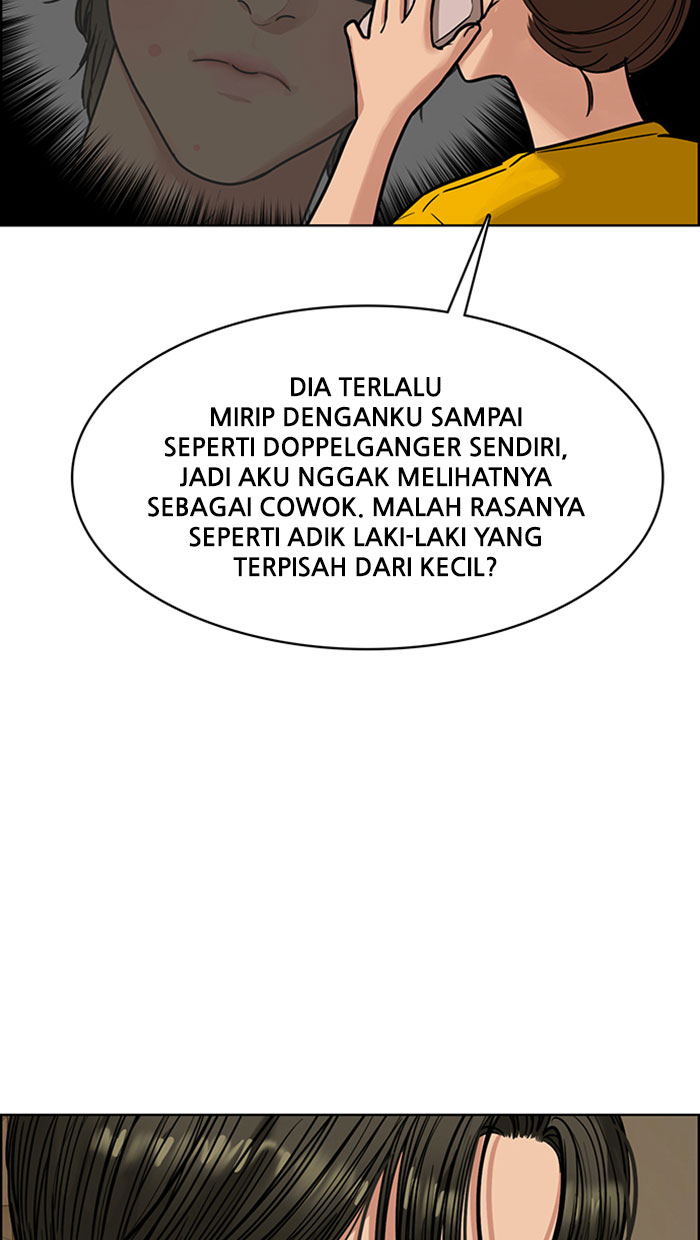 DIA TERLALU
MIRIP DENGANKU SAMPAI
SEPERTI DOPPELGANGER SENDIRI,
JADI AKU NGGAK MELIHATNYA
SEBAGAI COWOK. MALAH RASANYA
SEPERTI ADIK LAKI-LAKI YANG
TERPISAH DARI KECIL?